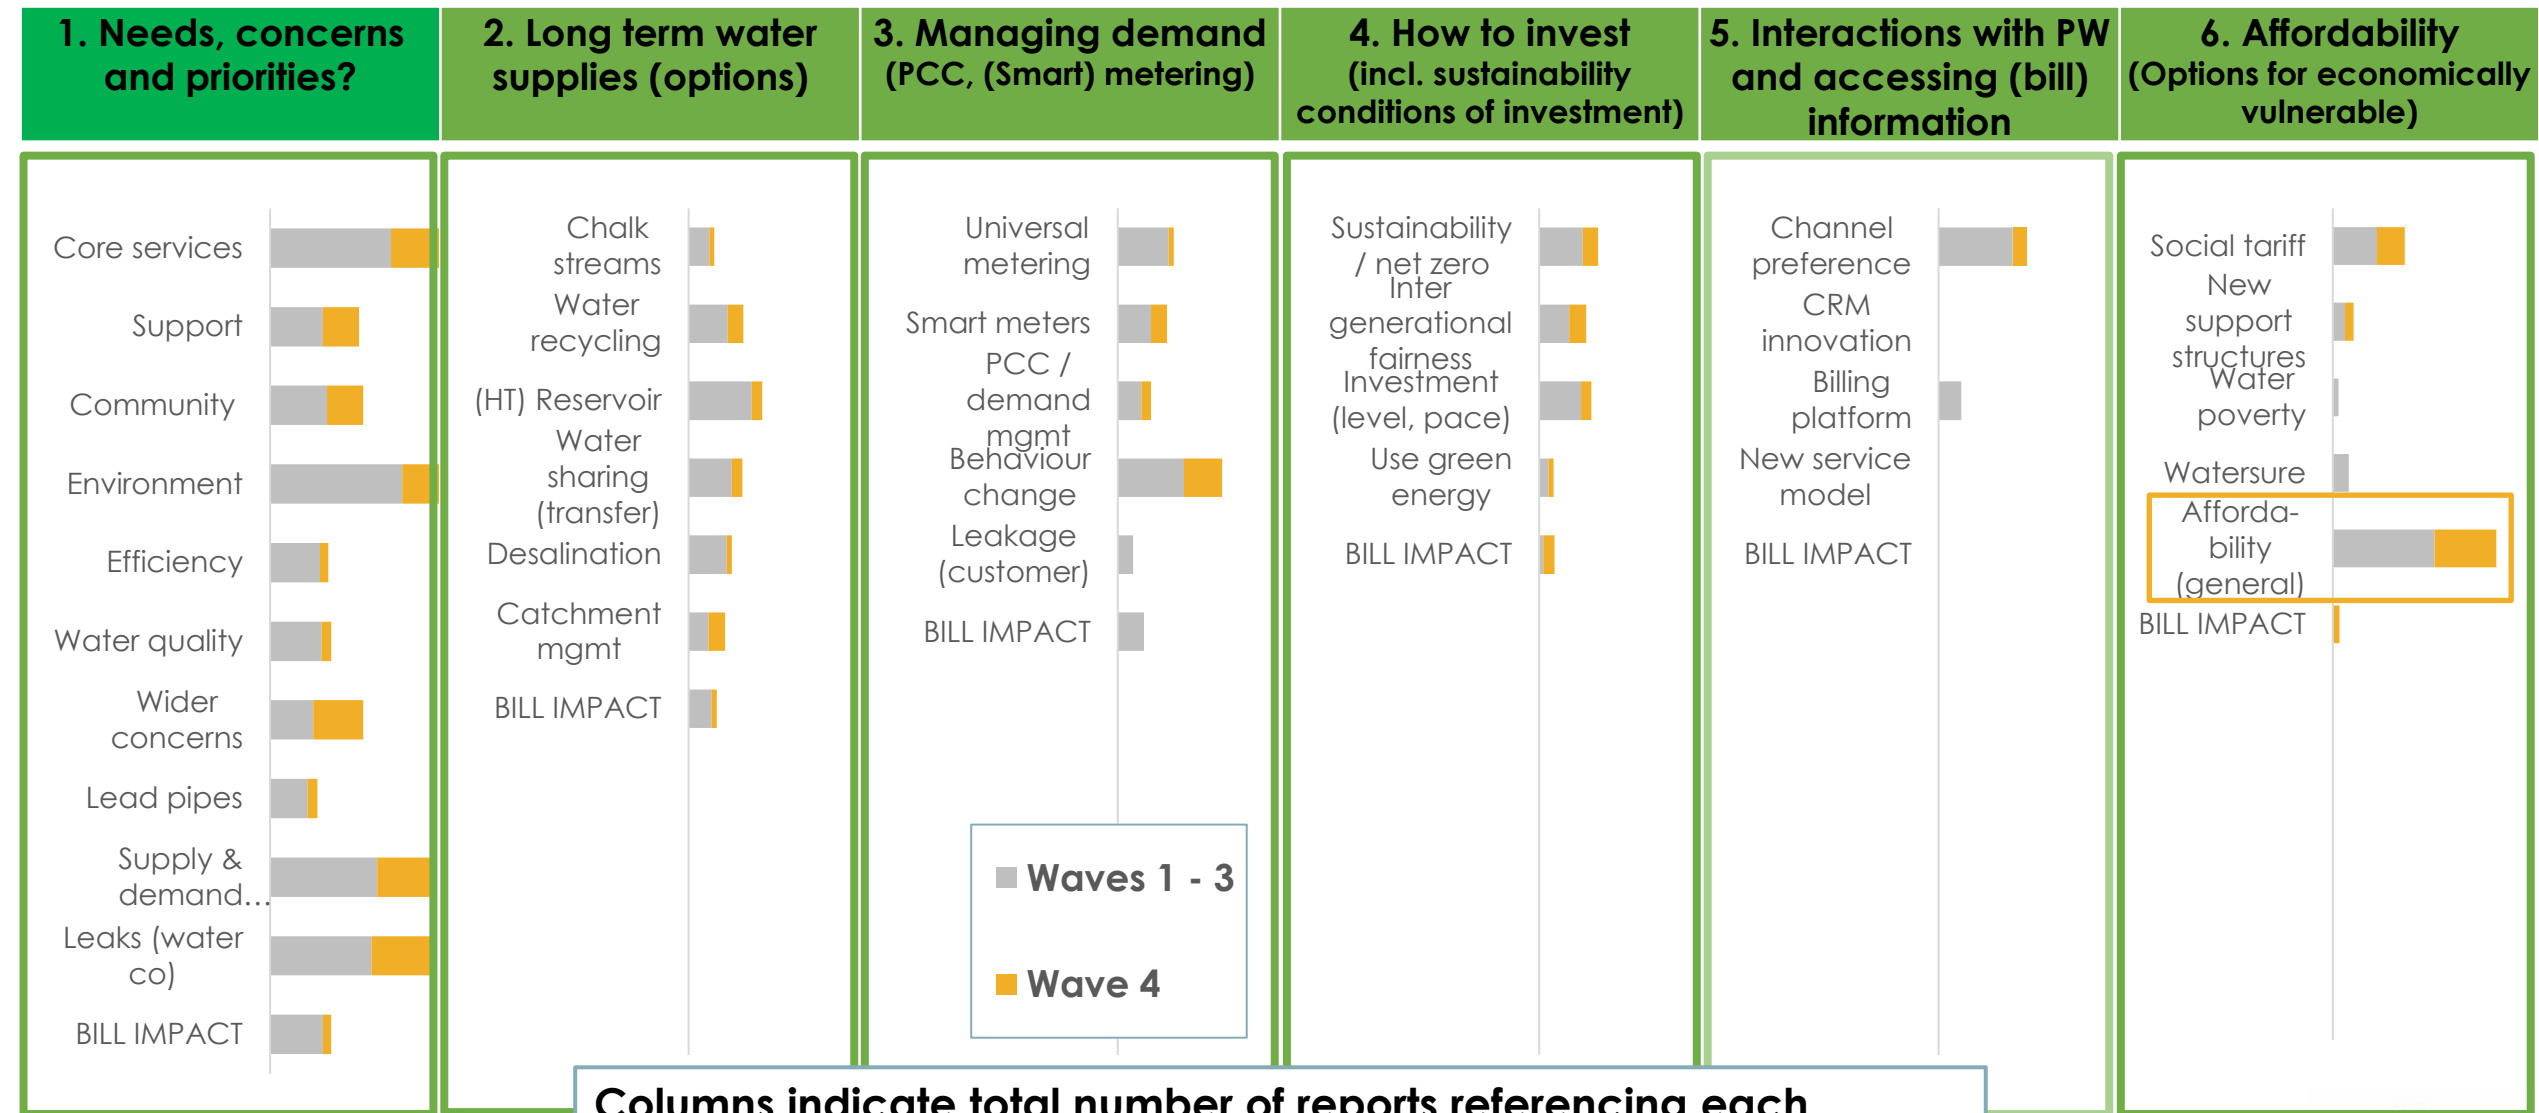 1. Needs, concerns
and priorities?
2. Long term water
supplies (options)
3. Managing demand
(PCC, (Smart) metering)
4. How to invest
(incl. sustainability
conditions of investment)
5. Interactions with PW
and accessing (bill)
information
6. Affordability
(Options for economically
vulnerable)
Core services
Support
Community
Environment
Efficiency
Water quality
Wider
concerns
Lead pipes
Supply &
demand...
Leaks (water
co)
BILL IMPACT
Chalk
streams
Water
recycling
(HT) Reservoir
Water
sharing
(transfer)
Desalination
Catchment
mgmt
BILL IMPACT
Universal
metering
Smart meters
PCC /
demand
mgmt
Behaviour
change
Leakage
(customer)
BILL IMPACT
Waves 1 - 3
Wave 4
Sustainability
/ net zero
Inter
generational
fairness
Investment
(level, pace)
Use green
energy
BILL IMPACT
Channel
preference
CRM
innovation
Billing
platform
New service
model
BILL IMPACT
Social tariff
New
support
structures
Water
poverty
Watersure
Afforda-
bility
(general)
BILL IMPACT
Columns indicate total number of reports referencing each